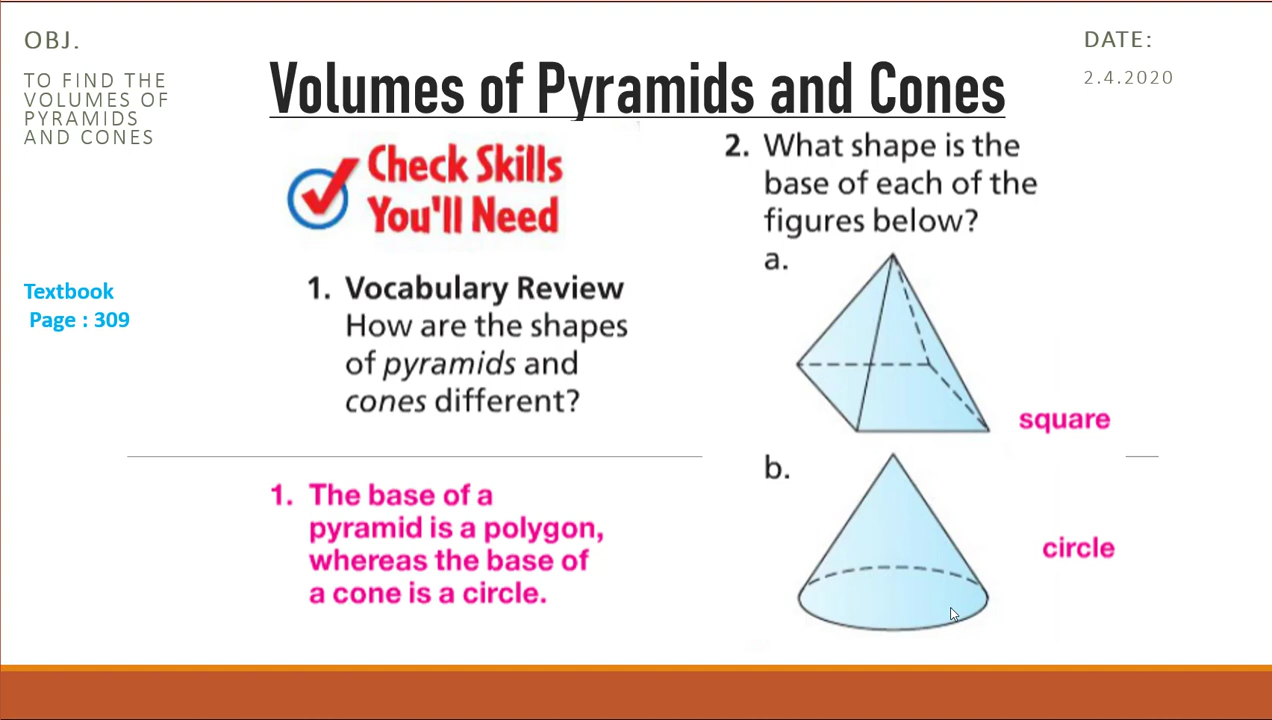 OBJ.
TO FIND THE
VOLUMES OF
PYRAMIDS
AND CONES
Volumes of Pyramids and Cones
DATE:
2.4.2020
Check Skills
You'll Need
Textbook
Page : 309
1. Vocabulary Review
How are the shapes
of pyramids and
cones different?
1. The base of a
pyramid is a polygon,
whereas the base of
a cone is a circle.
2. What shape is the
base of each of the
figures below?
a.
square
b.
circle